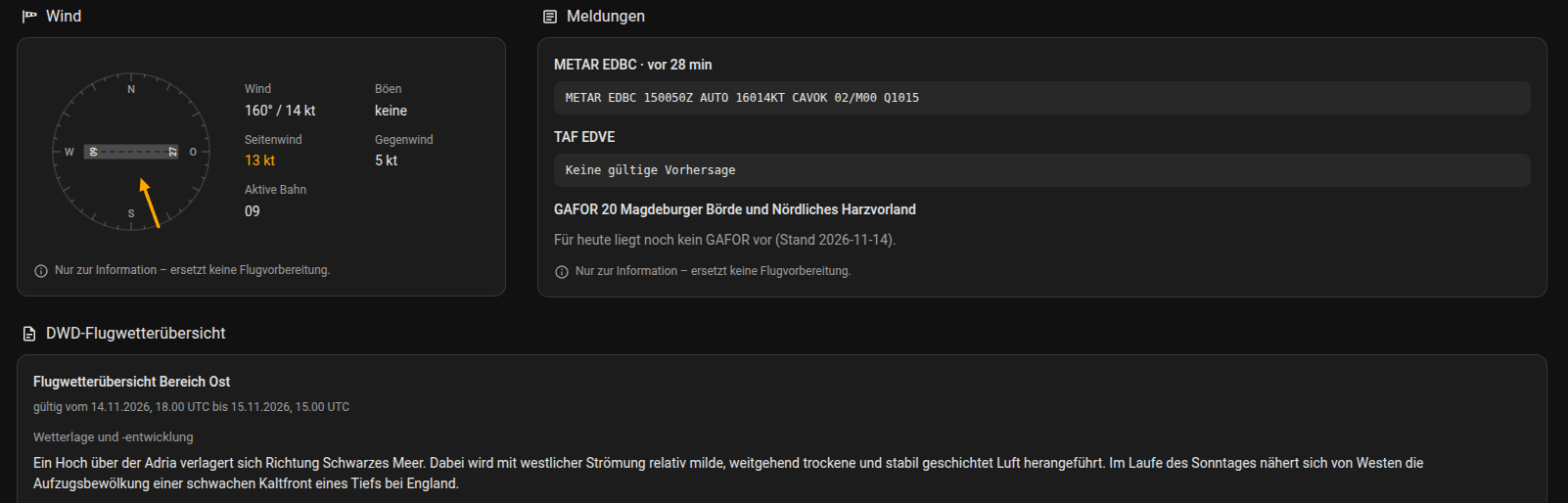 Wind
N
W
09
27
O
S
Wind
160° / 14 kt
Böen
keine
Seitenwind
13 kt
Gegenwind
5 kt
Aktive Bahn
09
Nur zur Information – ersetzt keine Flugvorbereitung.
Meldungen
METAR EDBC · vor 28 min
METAR EDBC 150050Z AUTO 16014KT CAVOK 02/M00 Q1015
TAF EDVE
Keine gültige Vorhersage
GAFOR 20 Magdeburger Börde und Nördliches Harzvorland
Für heute liegt noch kein GAFOR vor (Stand 2026-11-14).
Nur zur Information – ersetzt keine Flugvorbereitung.
DWD-Flugwetterübersicht
Flugwetterübersicht Bereich Ost
gültig vom 14.11.2026, 18.00 UTC bis 15.11.2026, 15.00 UTC
Wetterlage und -entwicklung
Ein Hoch über der Adria verlagert sich Richtung Schwarzes Meer. Dabei wird mit westlicher Strömung relativ milde, weitgehend trockene und stabil geschichtet Luft herangeführt. Im Laufe des Sonntages nähert sich von Westen die
Aufzugsbewölkung einer schwachen Kaltfront eines Tiefs bei England.